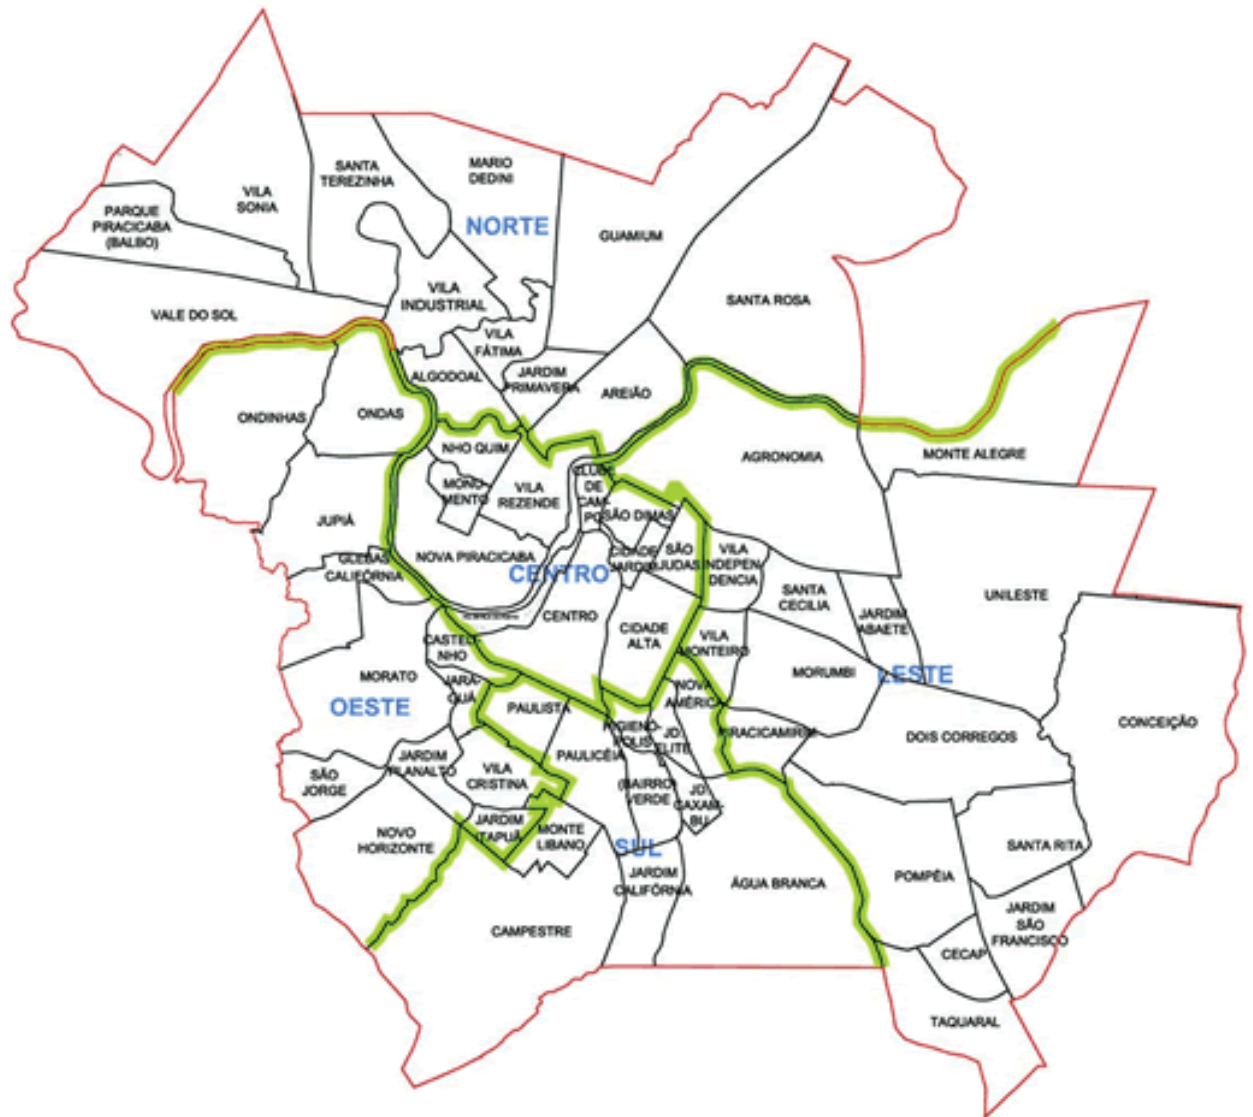 SANTA
TEREZINHA
MARIO
DEDINI
VILA
SONIA
PARQUE
PIRACICABA
(BALBO)
NORTE
GUAMIUM
VILA
INDUSTRIAL
SANTA ROSA
VALE DO SOL
VILA
FÁTIMA
ALGODOAL
JARDIM
PRIMAVERA
AREIÃO
ONDINHAS
ONDAS
NHO QUIM
AGRONOMIA
MONTE ALEGRE
MONU-
MENTO
VILA
REZENDE
CLUBE
DE
CAM-
PO
SÃO DIMAS
JUPIÁ
GLEBAS
CALIFÓRNIA
NOVA PIRACICABA
CIDADE
JARDIM
SÃO
JUDAS
VILA
INDEPEN-
DENCIA
CENTRO
SANTA
CECILIA
JARDIM
ABAETE
UNILESTE
CENTRO
CIDADE
ALTA
CASTELI-
NHO
VILA
MONTEIRO
MORATO
JARA-
GUÁ
NOVA
AMÉRICA
MORUMBI
LESTE
OESTE
PAULISTA
CONCEIÇÃO
HIGIENÓ-
POLIS
JD.
ELITE
PIRACICAMIRIM
DOIS CORREGOS
JARDIM
PLANALTO
PAULICÉIA
SÃO
JORGE
VILA
CRISTINA
(BAIRRO)
VERDE
JD.
CAXAM-
BU
NOVO
HORIZONTE
JARDIM
ITAPUÃ
MONTE
LIBANO
SUL
SANTA RITA
JARDIM
CALIFÓRNIA
ÁGUA BRANCA
POMPÉIA
JARDIM
SÃO
FRANCISCO
CAMPESTRE
CECAP
TAQUARAL